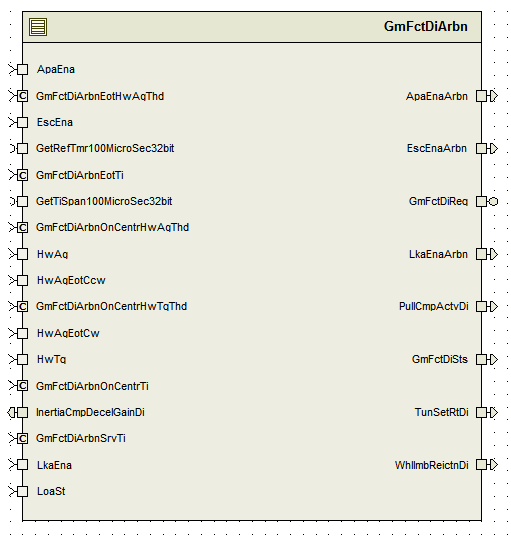 GmFctDiArbn
ApaEna
C GmFctDiArbnEotHwAgThd
ApaEnaArbn
EscEna
GetRefTmr100MicroSec32bit
EscEnaArbn
C GmFctDiArbnEotTi
GetTiSpan100MicroSec32bit
GmFctDiReq
C GmFctDiArbnOnCentrHwAgThd
HwAg
LkaEnaArbn
HwAgEotCcw
C GmFctDiArbnOnCentrHwTqThd
PullCmpActvDi
HwAgEotCw
HwTq
GmFctDiSts
C GmFctDiArbnOnCentrTi
InertiaCmpDecelGainDi
TunSetRtDi
C GmFctDiArbnSrvTi
LkaEna
WhlImbRejctnDi
LoaSt